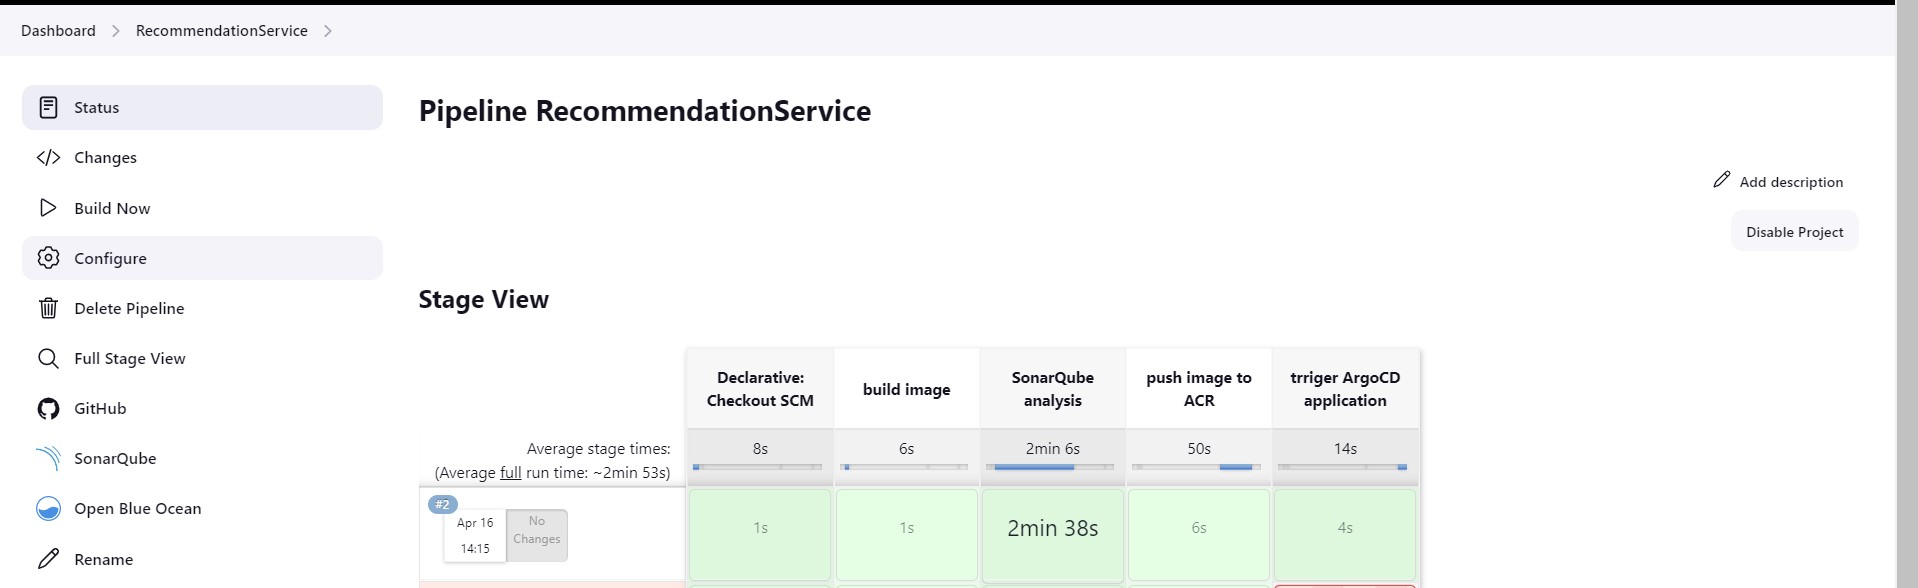 Dashboard
RecommendationService
Status
Changes
Build Now
Configure
Delete Pipeline
Full Stage View
GitHub
SonarQube
Open Blue Ocean
Rename
Pipeline RecommendationService
Add description
Disable Project
Stage View
Declarative:
Checkout SCM
build image
SonarQube
analysis
push image to
ACR
trriger ArgoCD
application
Average stage times:
(Average full run time: ~2min 53s)
8s
6s
2min 6s
50s
14s
#2
Apr 16
14:15
No
Changes
1s
1s
2min 38s
6s
4s